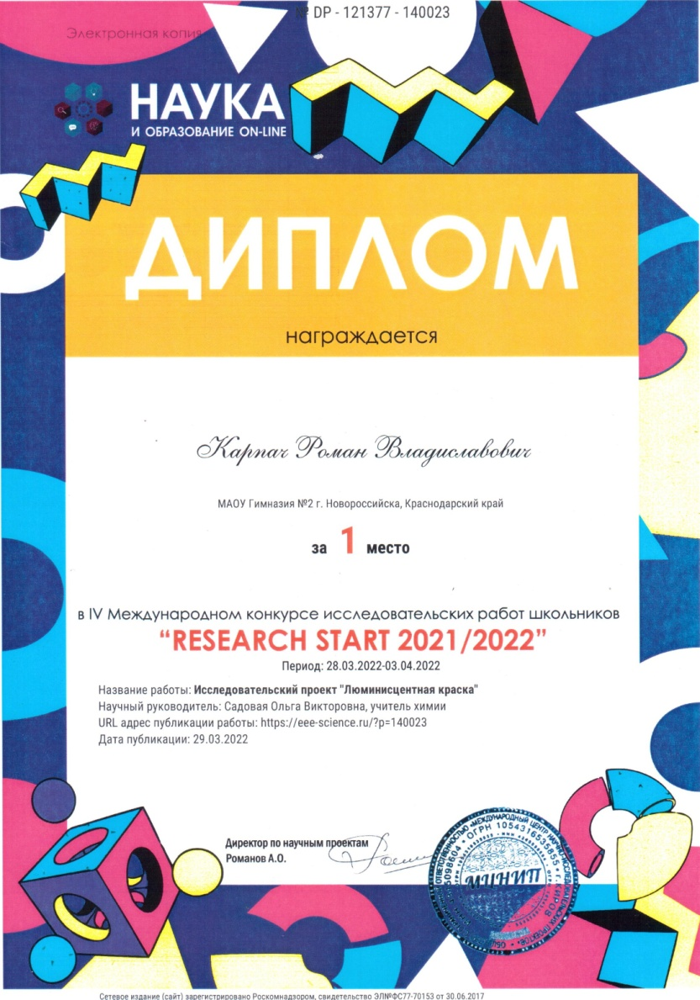 № DP - 121377 - 140023
Электронная копия
НАУКА
И ОБРАЗОВАНИЕ ON-LINE
ДИПЛОМ
награждается
Карпач Роман Владиславович
МАОУ Гимназия №2 г. Новороссийска, Краснодарский край
за 1 место
в IV Международном конкурсе исследовательских работ школьников
“RESEARCH START 2021/2022”
Период: 28.03.2022-03.04.2022
Название работы: Исследовательский проект "Люминисцентная краска"
Научный руководитель: Садовая Ольга Викторовна, учитель химии
URL адрес публикации работы: https://eee-science.ru/?p=140023
Дата публикации: 29.03.2022
Директор по научным проектам
Романов А.О.
МЦНИП
Сетевое издание (сайт) зарегистрировано Роскомнадзором, свидетельство ЭЛ№ФС77-70153 от 30.06.2017